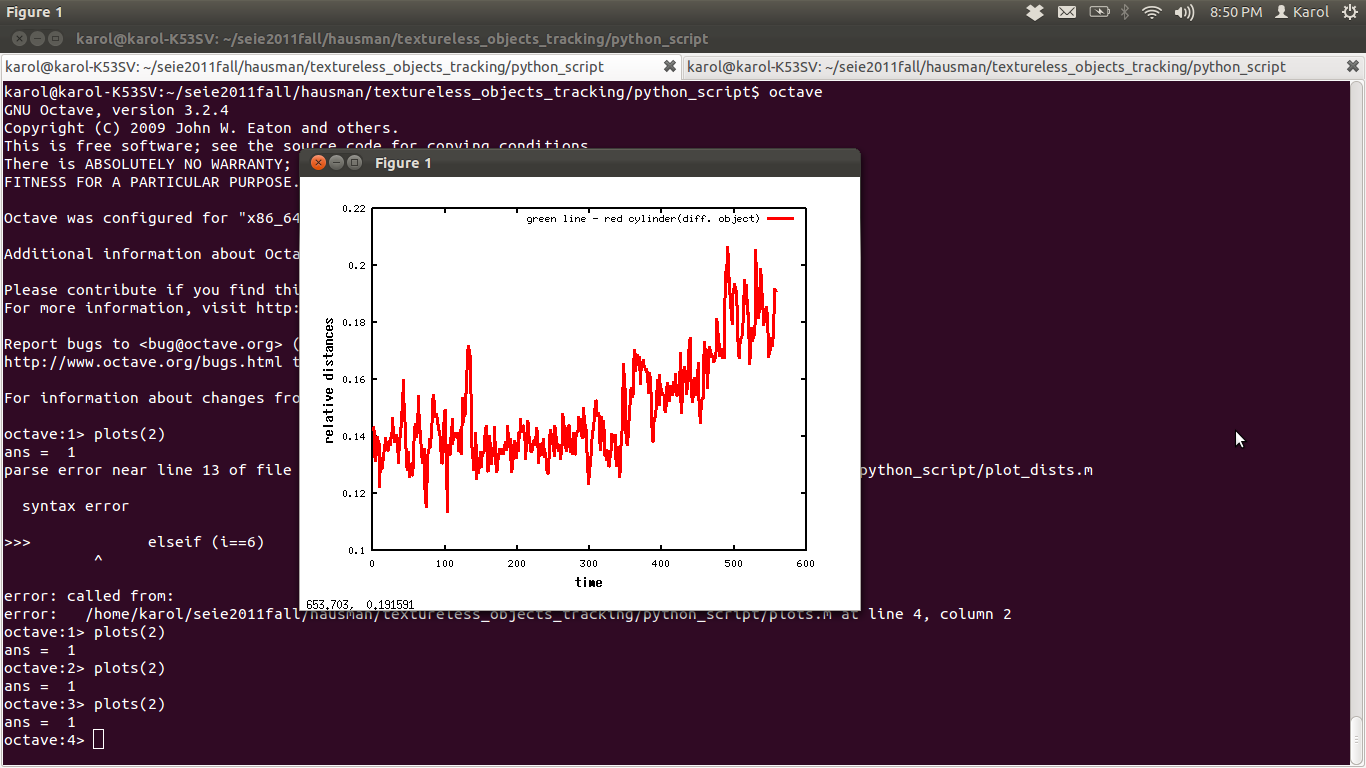 Figure 1
8:50 PM Karol
karol@karol-K53SV: ~/seie2011fall/hausman/textureless_objects_tracking/python_script
karol@karol-K53SV: ~/seie2011fall/hausman/textureless_objects_tracking/python_script
karol@karol-K53SV: ~/seie2011fall/hausman/textureless_objects_tracking/python_script
karol@karol-K53SV:~/seie2011fall/hausman/textureless_objects_tracking/python_script$ octave
GNU Octave, version 3.2.4
Copyright (C) 2009 John W. Eaton and others.
This is free software; see the source code for copying conditions.
There is ABSOLUTELY NO WARRANTY;
FITNESS FOR A PARTICULAR PURPOSE.
Octave was configured for "x86_64
Additional information about Octa
Please contribute if you find thi
For more information, visit http:
Report bugs to <bug@octave.org> (
http://www.octave.org/bugs.html t
For information about changes fro
octave:1> plots(2)
ans =  1
parse error near line 13 of file python_script/plot_dists.m
syntax error
>>>             elseif (i==6)
^
error: called from:
error:   /home/karol/seie2011fall/hausman/textureless_objects_tracking/python_script/plots.m at line 4, column 2
octave:1> plots(2)
ans =  1
octave:2> plots(2)
ans =  1
octave:3> plots(2)
ans =  1
octave:4>
Figure 1
green line - red cylinder(diff. object)
0.22
0.2
0.18
0.16
0.14
0.12
0.1
relative distances
0 100 200 300 400 500 600
time
653.703, 0.191591